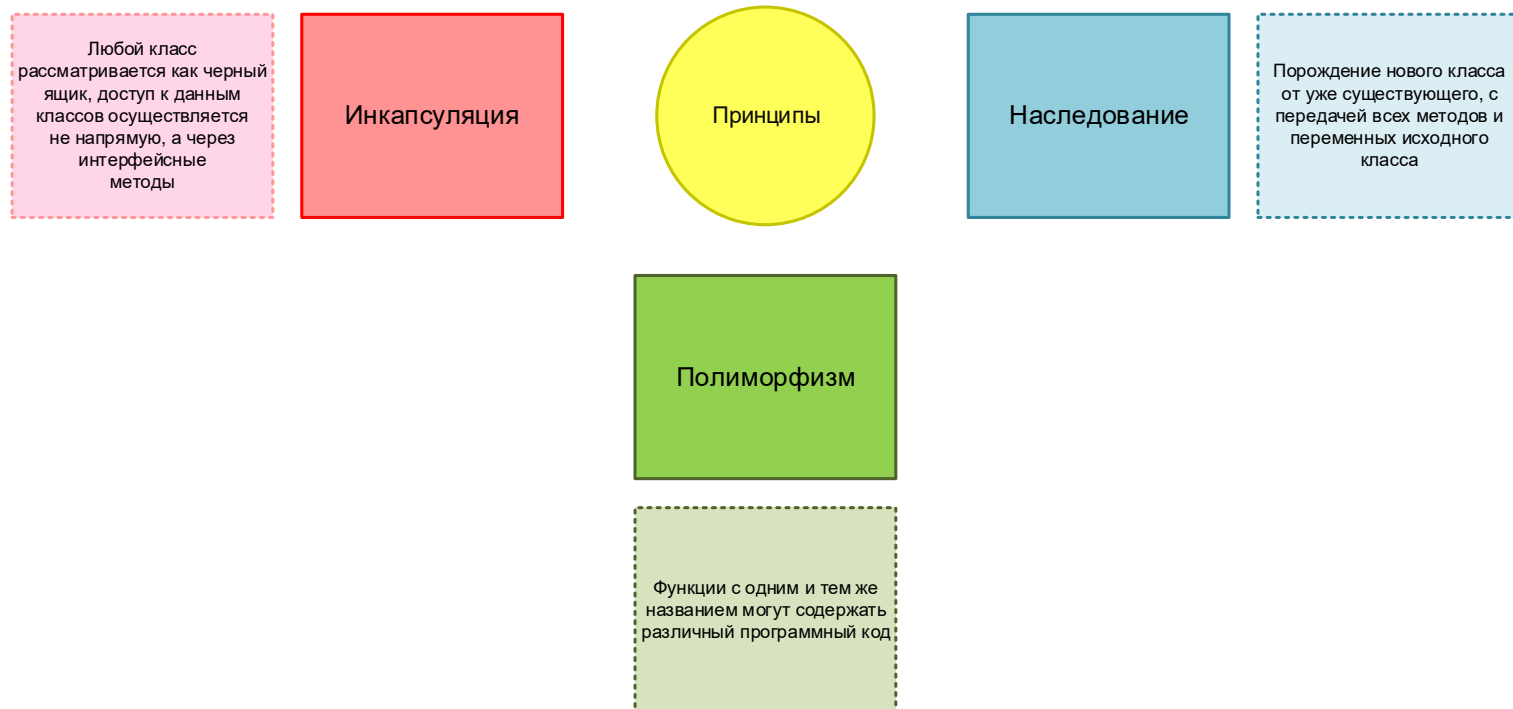 Любой класс
рассматривается как черный
ящик, доступ к данным
классов осуществляется
не напрямую, а через
интерфейсные
методы
Инкапсуляция
Принципы
Наследование
Порождение нового класса
от уже существующего, с
передачей всех методов и
переменных исходного
класса
Полиморфизм
Функции с одним и тем же
названием могут содержать
различный программный код